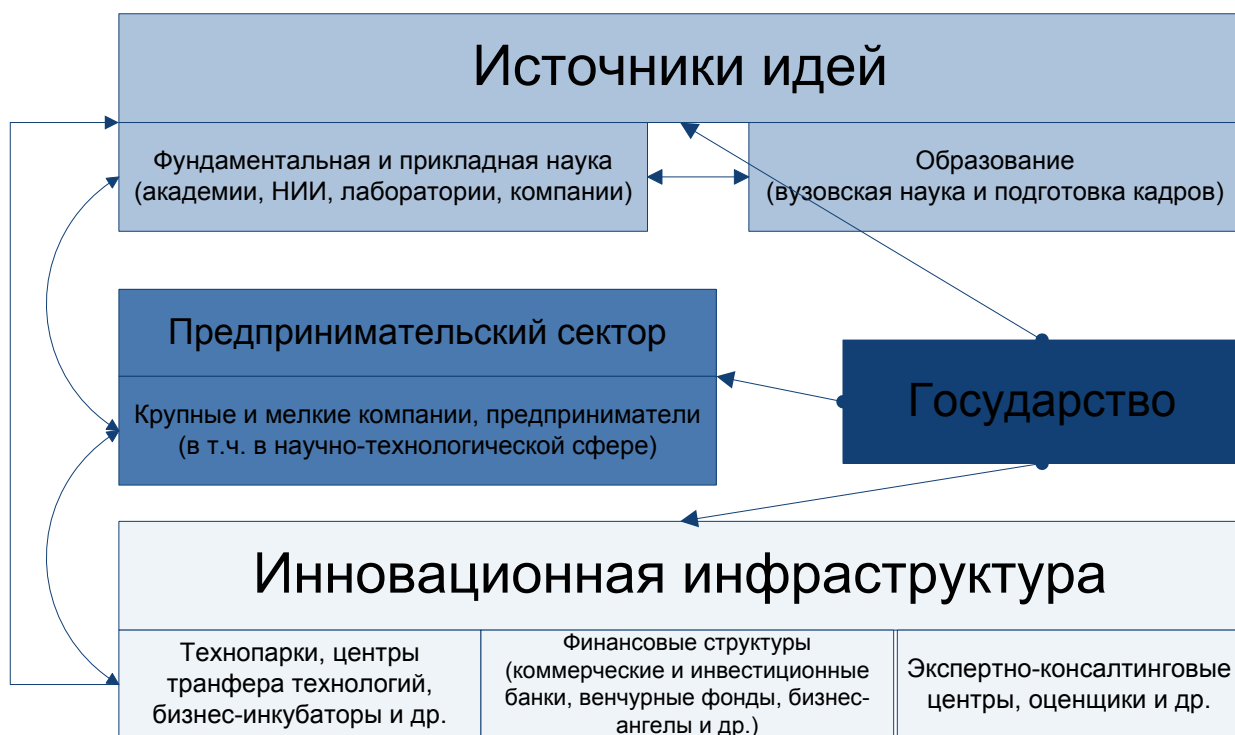 Источники идей
Фундаментальная и прикладная наука
(академии, НИИ, лаборатории, компании)
Образование
(вузовская наука и подготовка кадров)
Предпринимательский сектор
Крупные и мелкие компании, предприниматели
(в т.ч. в научно-технологической сфере)
Государство
Инновационная инфраструктура
Технопарки, центры
транфера технологий,
бизнес-инкубаторы и др.
Финансовые структуры
(коммерческие и инвестиционные
банки, венчурные фонды, бизнес-
ангелы и др.)
Экспертно-консалтинговые
центры, оценщики и др.